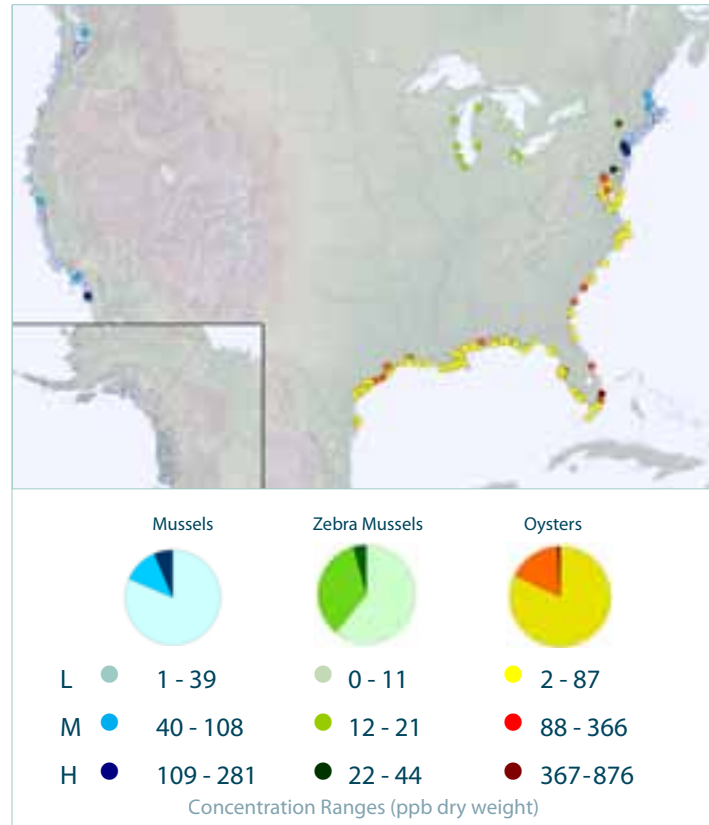 Mussels Zebra Mussels Oysters
L 1 - 39 0 - 11 2 - 87
M 40 - 108 12 - 21 88 - 366
H 109 - 281 22 - 44 367-876
Concentration Ranges (ppb dry weight)